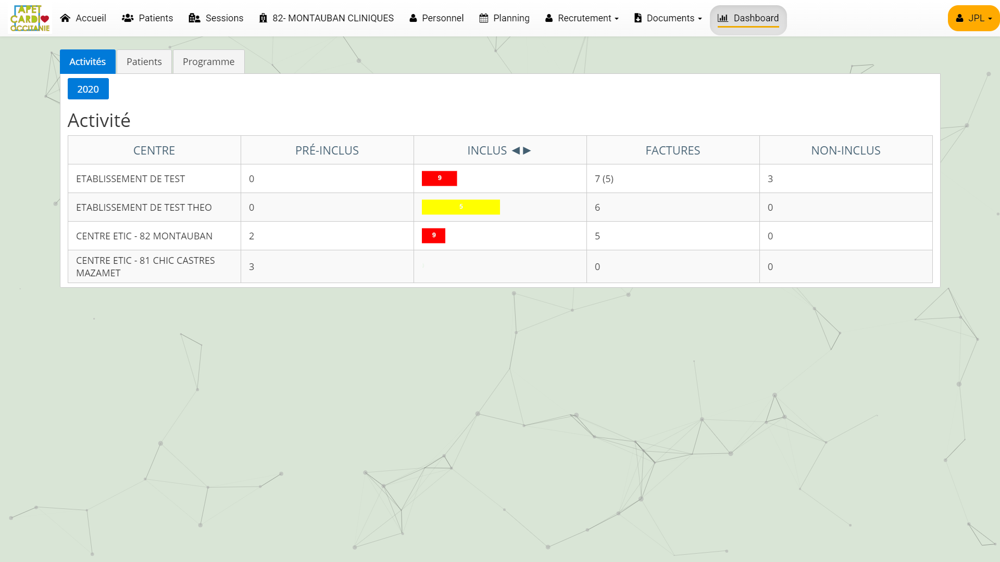 APET
CARDI
OCCITANIE
Accueil
Patients
Sessions
82- MONTAUBAN CLINIQUES
Personnel
Planning
Recrutement
Documents
Dashboard
JPL
Activités
Patients
Programme
2020
Activité
CENTRE
PRÉ-INCLUS
INCLUS ◀▶
FACTURES
NON-INCLUS
ETABLISSEMENT DE TEST
0
9
7 (5)
3
ETABLISSEMENT DE TEST THEO
0
5
6
0
CENTRE ETIC - 82 MONTAUBAN
2
9
5
0
CENTRE ETIC - 81 CHIC CASTRES
MAZAMET
3
0
0